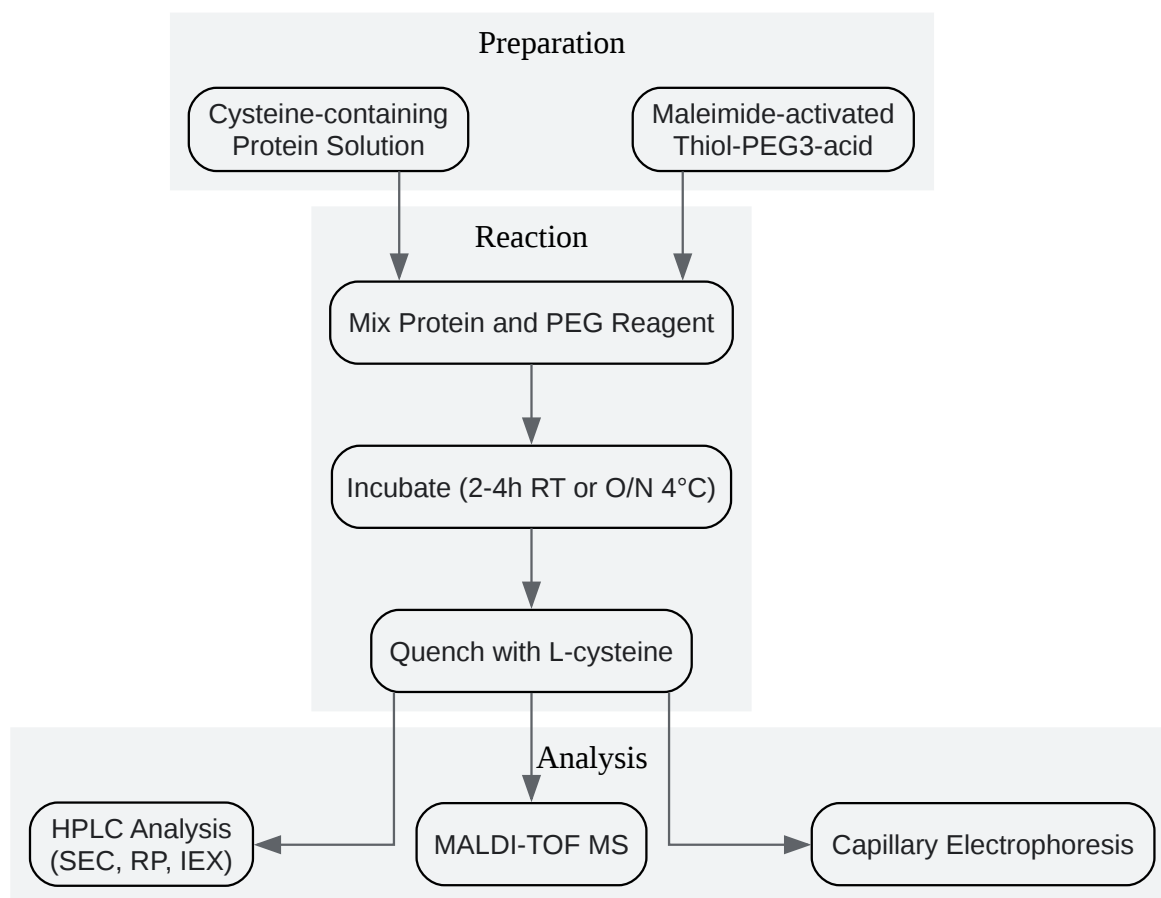 Preparation
Cysteine-containing
Protein Solution
Maleimide-activated
Thiol-PEG3-acid
Reaction
Mix Protein and PEG Reagent
Incubate (2-4h RT or O/N 4°C)
Quench with L-cysteine
Analysis
HPLC Analysis
(SEC, RP, IEX)
MALDI-TOF MS
Capillary Electrophoresis